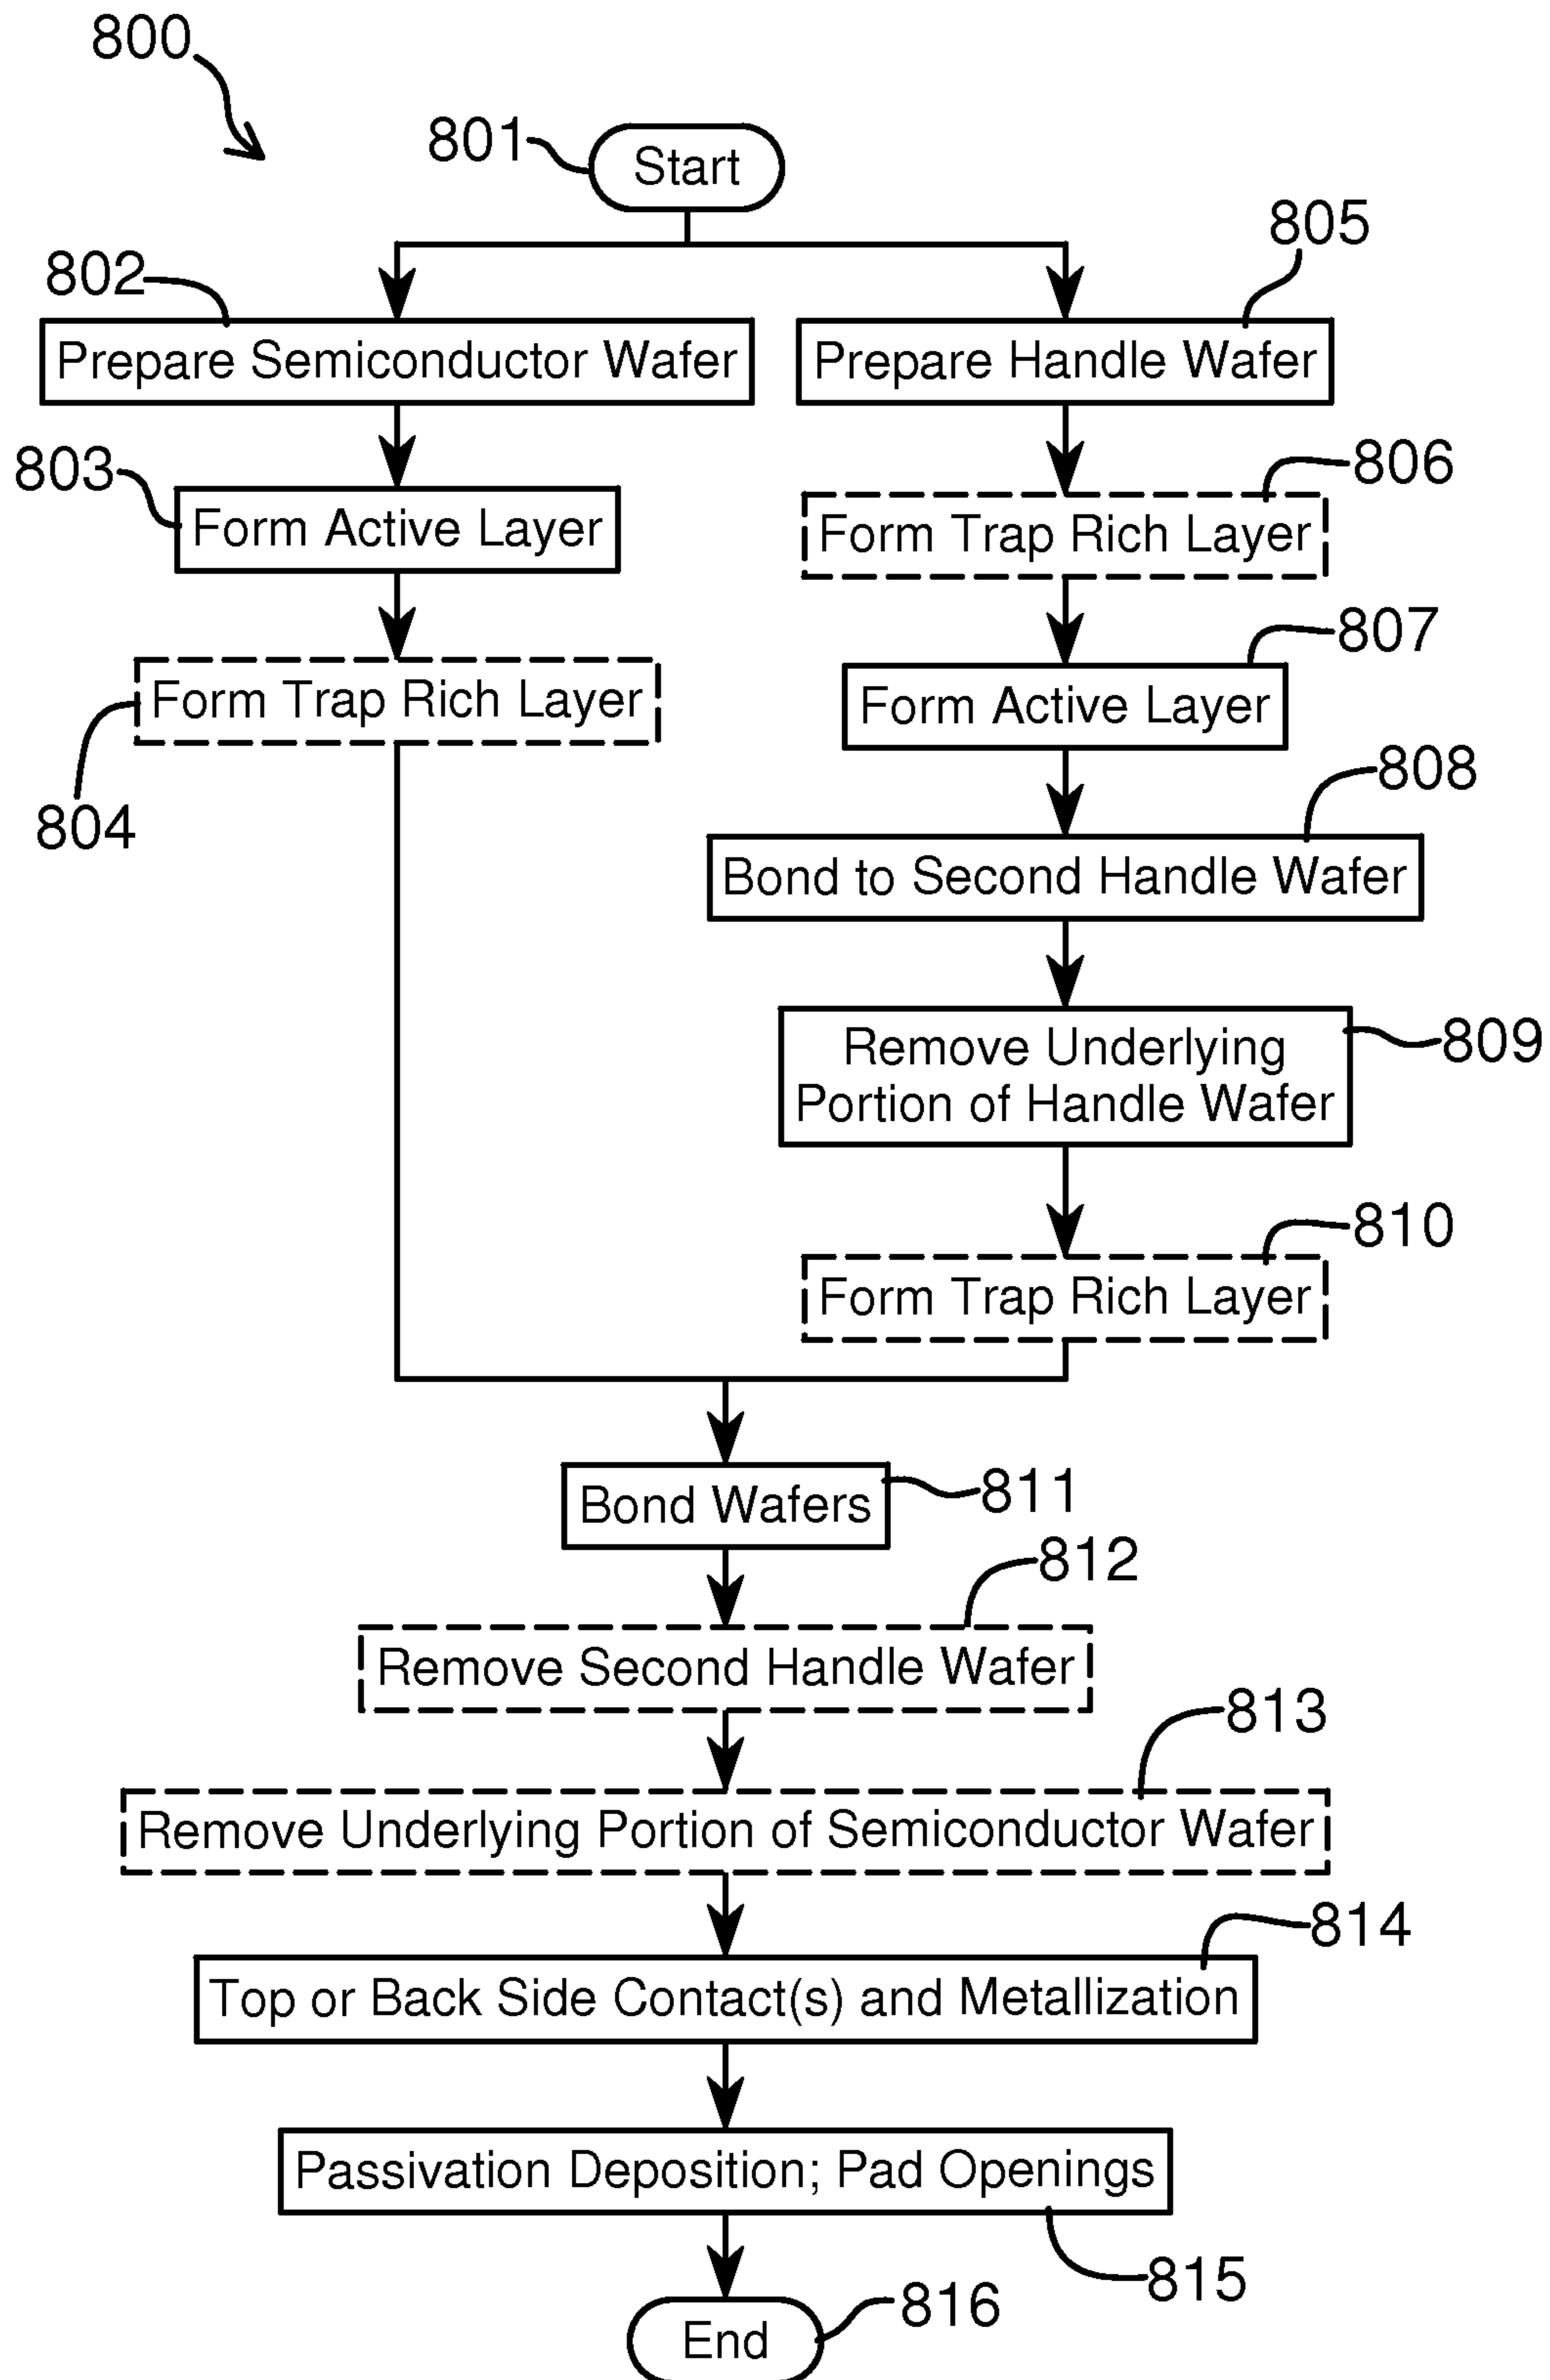 800
801
Start
805
802
Prepare Semiconductor Wafer
Prepare Handle Wafer
803
806
Form Active Layer
Form Trap Rich Layer
807
Form Trap Rich Layer
Form Active Layer
808
804
Bond to Second Handle Wafer
809
Remove Underlying
Portion of Handle Wafer
810
Form Trap Rich Layer
811
Bond Wafers
812
Remove Second Handle Wafer
813
Remove Underlying Portion of Semiconductor Wafer
814
Top or Back Side Contact(s) and Metallization
Passivation Deposition; Pad Openings
815
816
End